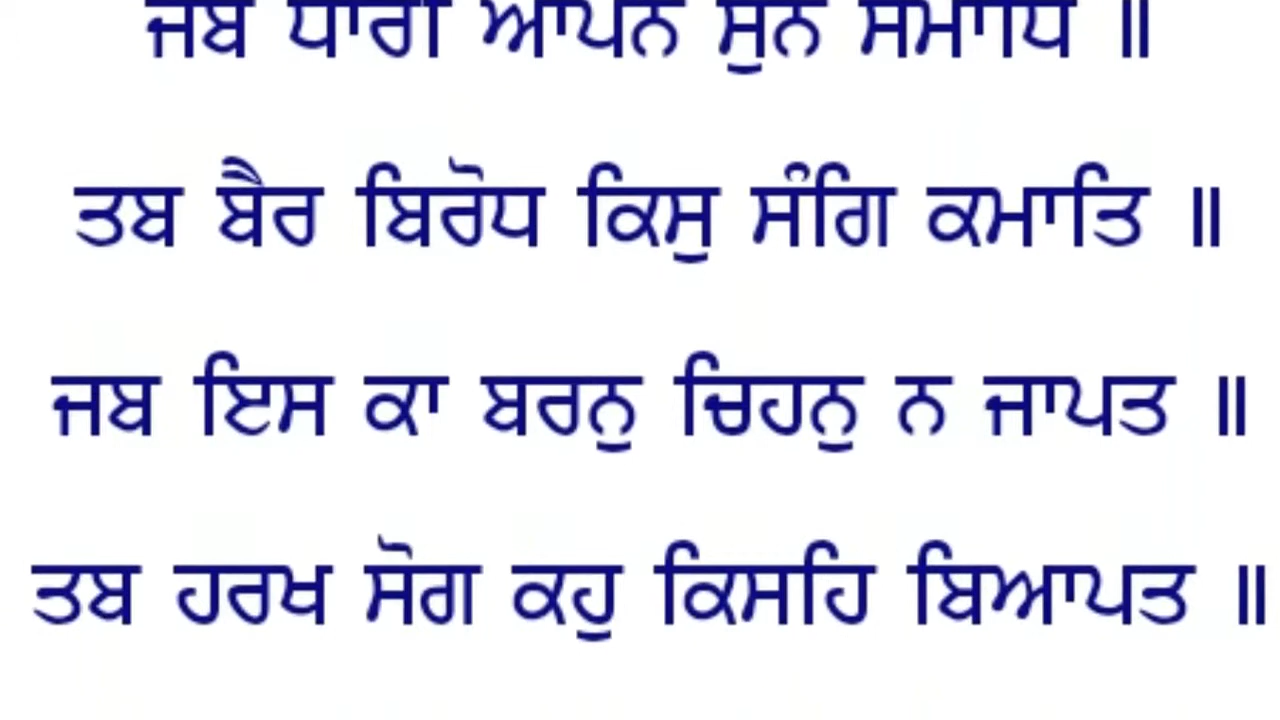 ਜਬ ਧਾਰੀ ਆਪਨ ਸੁੰਨ ਸਮਾਧਿ ॥
ਤਬ ਬੈਰ ਬਿਰੋਧ ਕਿਸੁ ਸੰਗਿ ਕਮਾਤਿ ॥
ਜਬ ਇਸ ਕਾ ਬਰਨੁ ਚਿਹਨੁ ਨ ਜਾਪਤ ॥
ਤਬ ਹਰਖ ਸੋਗ ਕਹੁ ਕਿਸਹਿ ਬਿਆਪਤ ॥